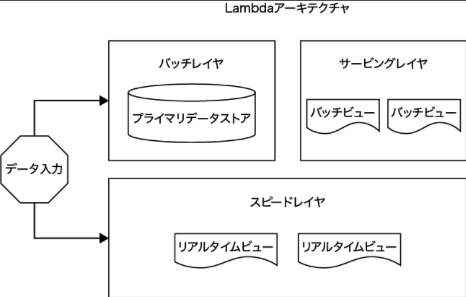 Lambdaアーキテクチャ
バッチレイヤ
サービングレイヤ
プライマリデータストア
バッチビュー
バッチビュー
データ入力
スピードレイヤ
リアルタイムビュー
リアルタイムビュー